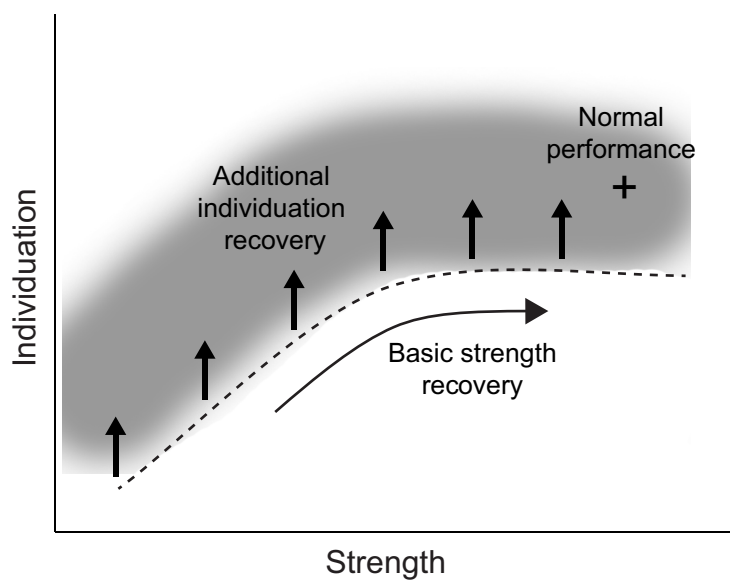 Normal
performance
+
Additional
individuation
recovery
Individuation
Basic strength
recovery
Strength